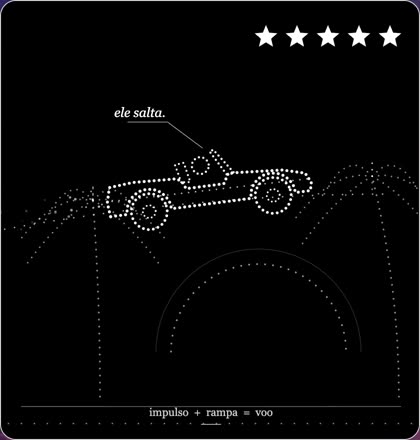 ele salta.
impulso + rampa = voo